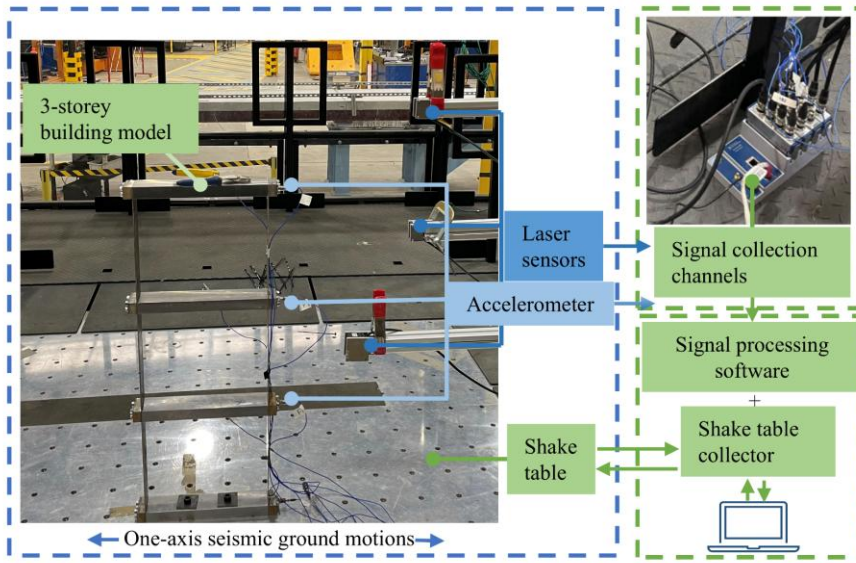 3-storey
building model
Laser
sensors
Accelerometer
Signal collection
channels
Signal processing
software
+
Shake table
collector
Shake
table
One-axis seismic ground motions